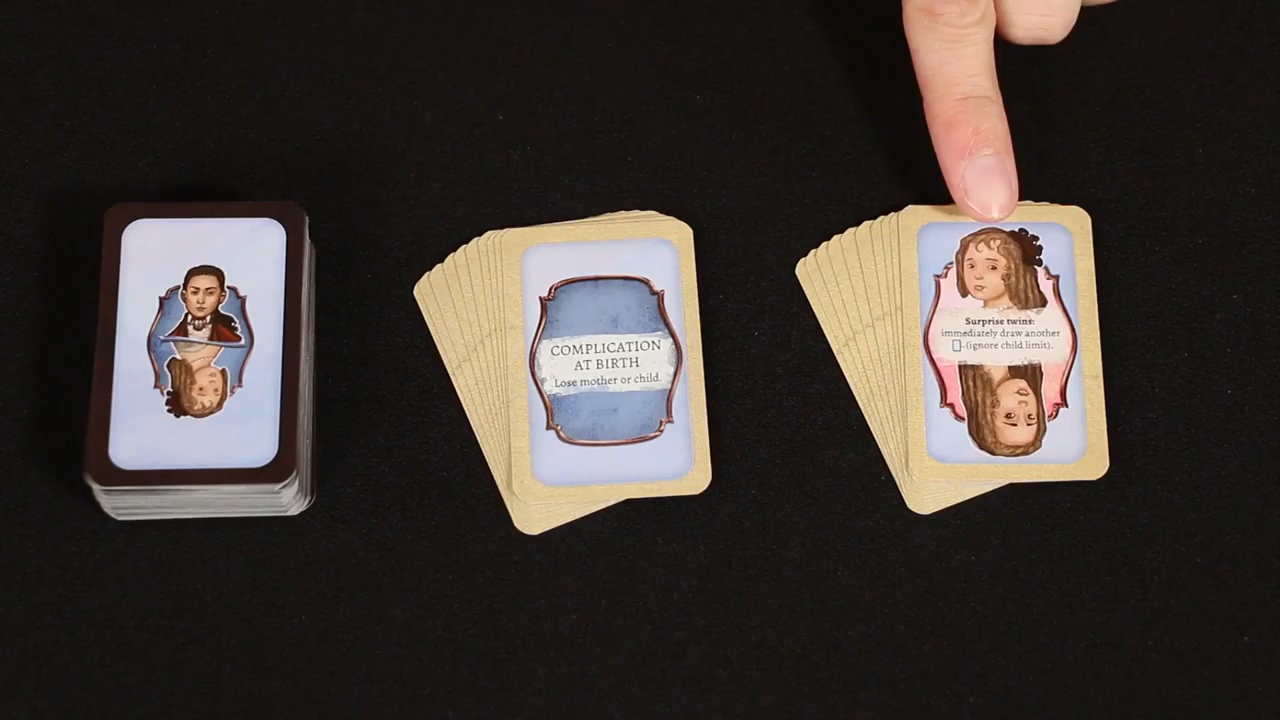 COMPLICATION
AT BIRTH
Lose mother or child.
Surprise twins:
immediately draw another
(ignore child limit).